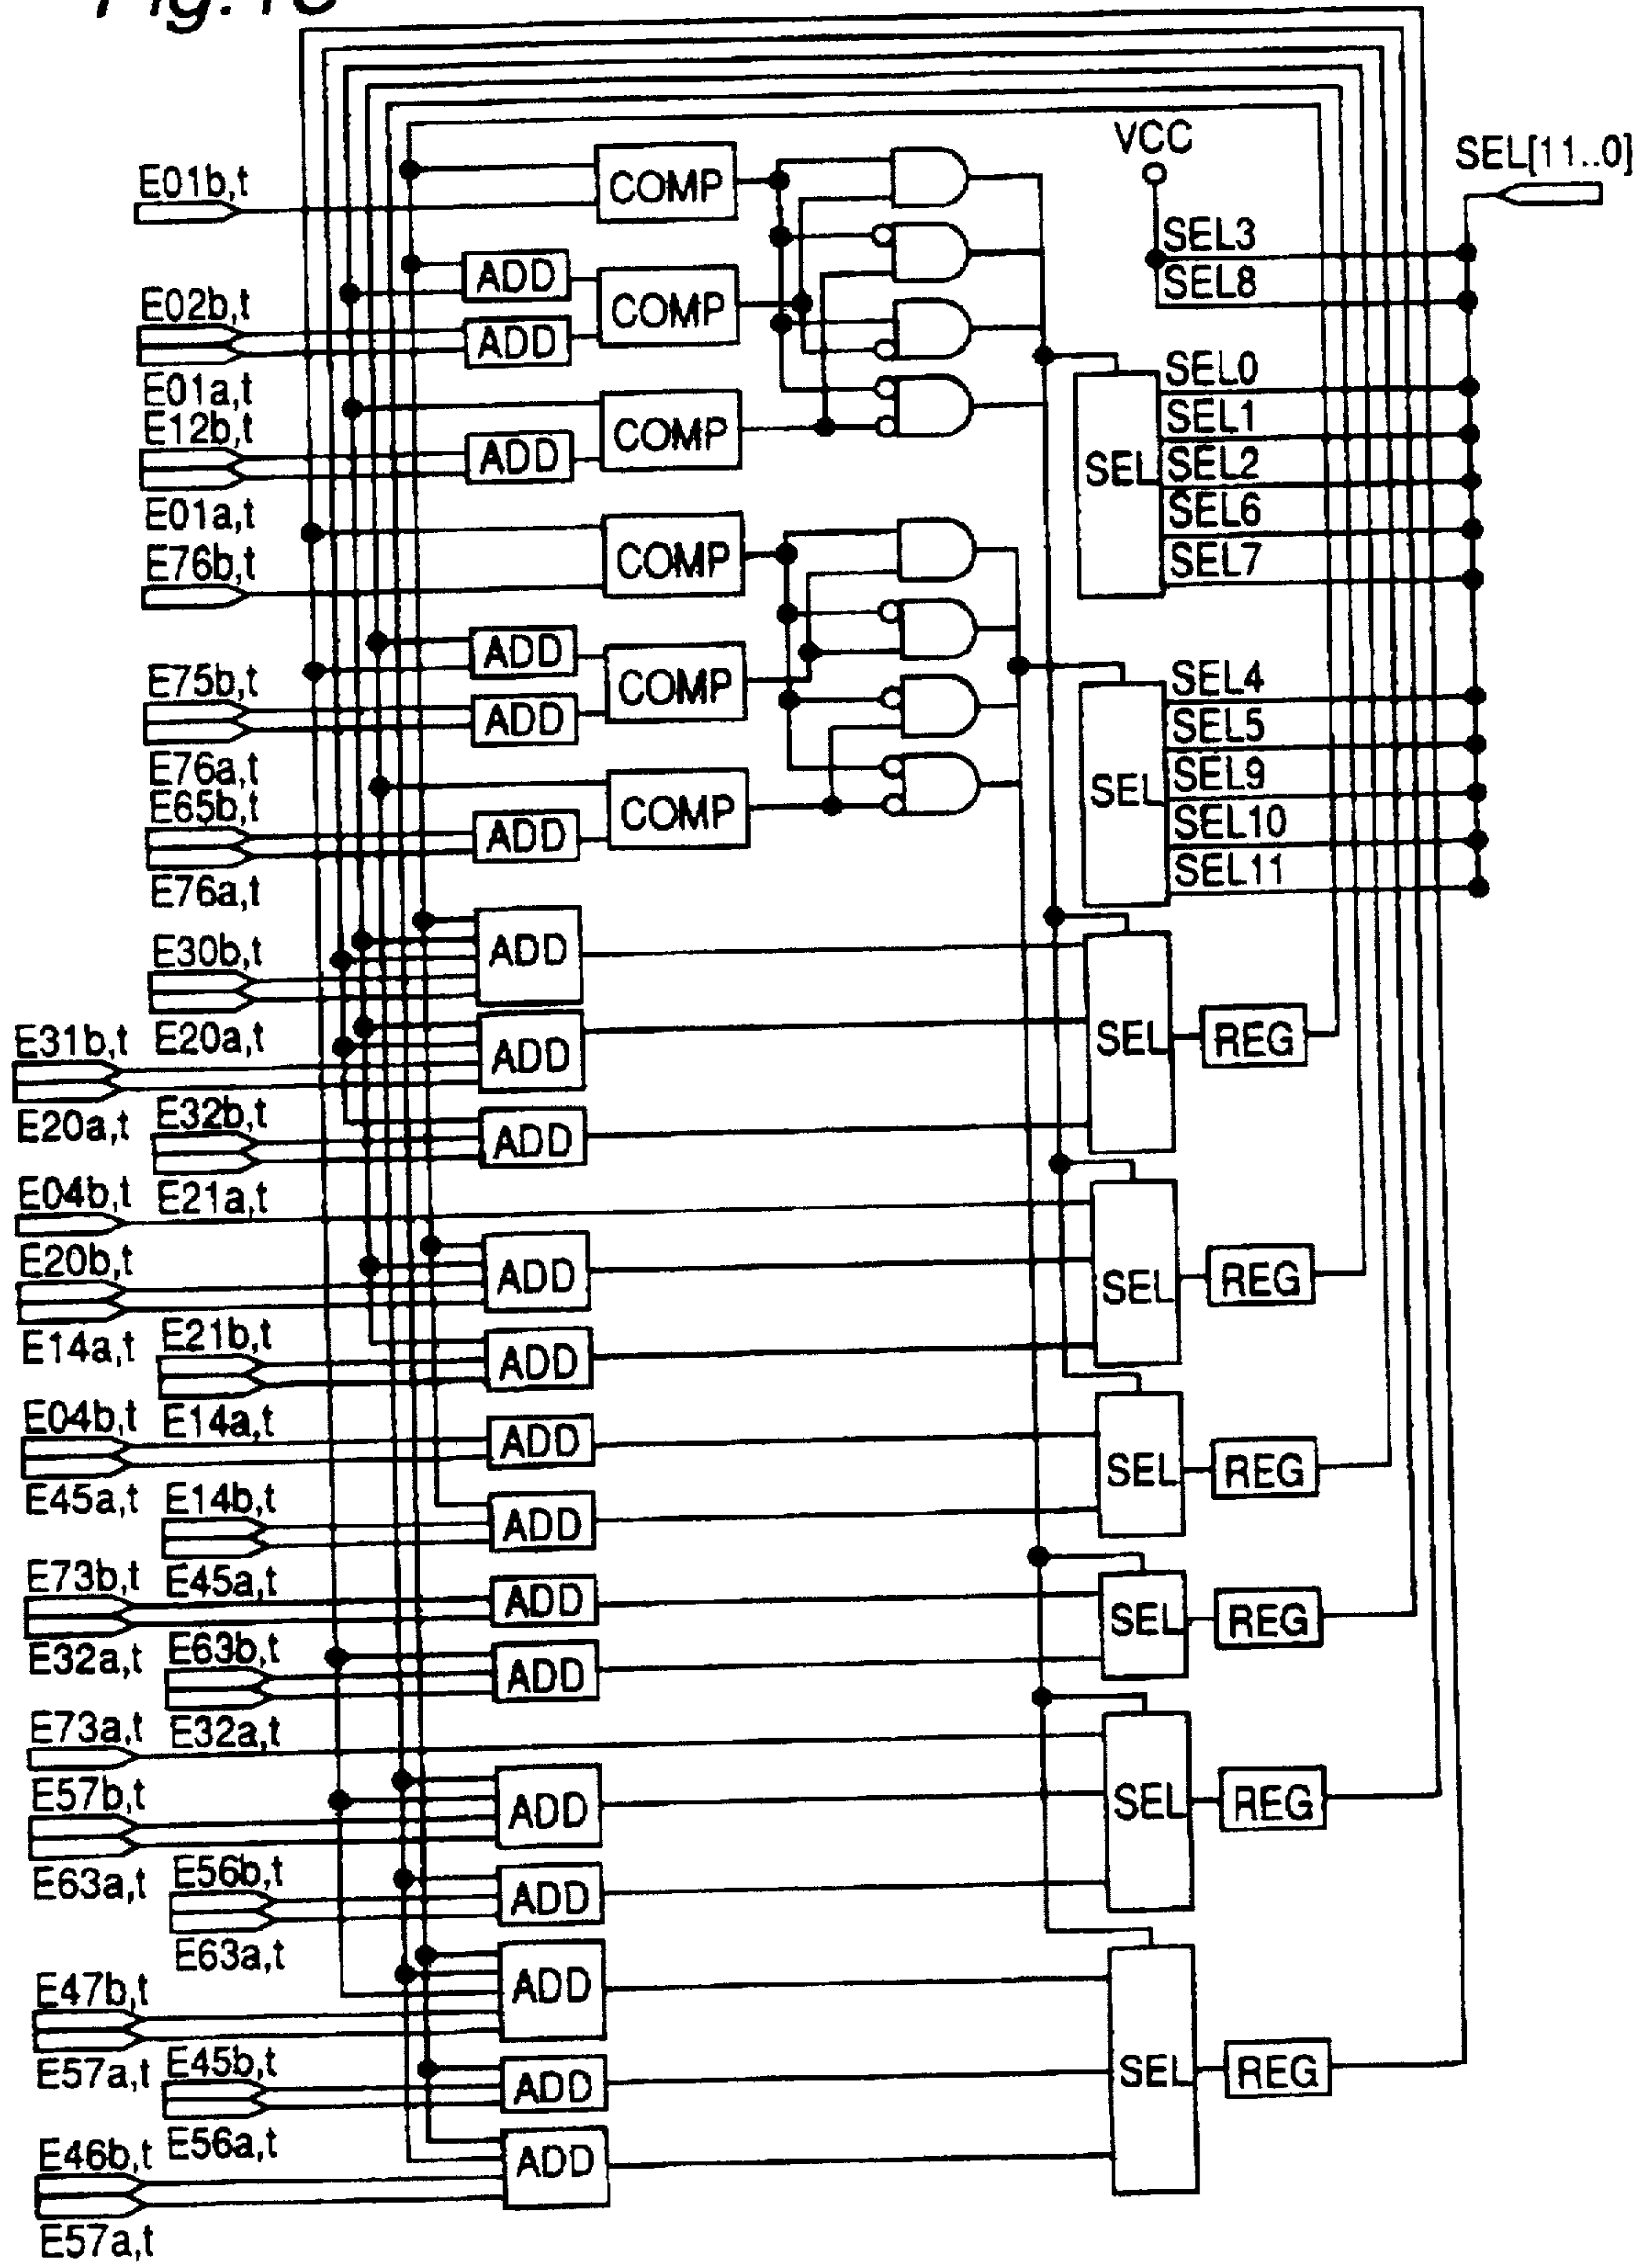 Fig.
VCC
SEL[11..0]
E01b,t
COMP
SEL3
SEL8
ADD
COMP
E02b,t
ADD
E01a,t
E12b,t
COMP
ADD
SEL
SEL0
SEL1
SEL2
SEL6
SEL7
E01a,t
E76b,t
COMP
ADD
COMP
E75b,t
ADD
SEL
SEL4
SEL5
SEL9
SEL10
SEL11
E76a,t
E65b,t
COMP
ADD
E76a,t
E30b,t
ADD
E31b,t
E20a,t
ADD
SEL
REG
E20a,t
E32b,t
ADD
E04b,t
E21a,t
E20b,t
ADD
SEL
REG
E14a,t
E21b,t
ADD
E04b,t
E14a,t
ADD
SEL
REG
E45a,t
E14b,t
ADD
E73b,t
E45a,t
ADD
SEL
REG
E32a,t
E63b,t
ADD
E73a,t
E32a,t
E57b,t
ADD
SEL
REG
E63a,t
E56b,t
ADD
E63a,t
E47b,t
ADD
E57a,t
E45b,t
ADD
SEL
REG
E46b,t
E56a,t
ADD
E57a,t